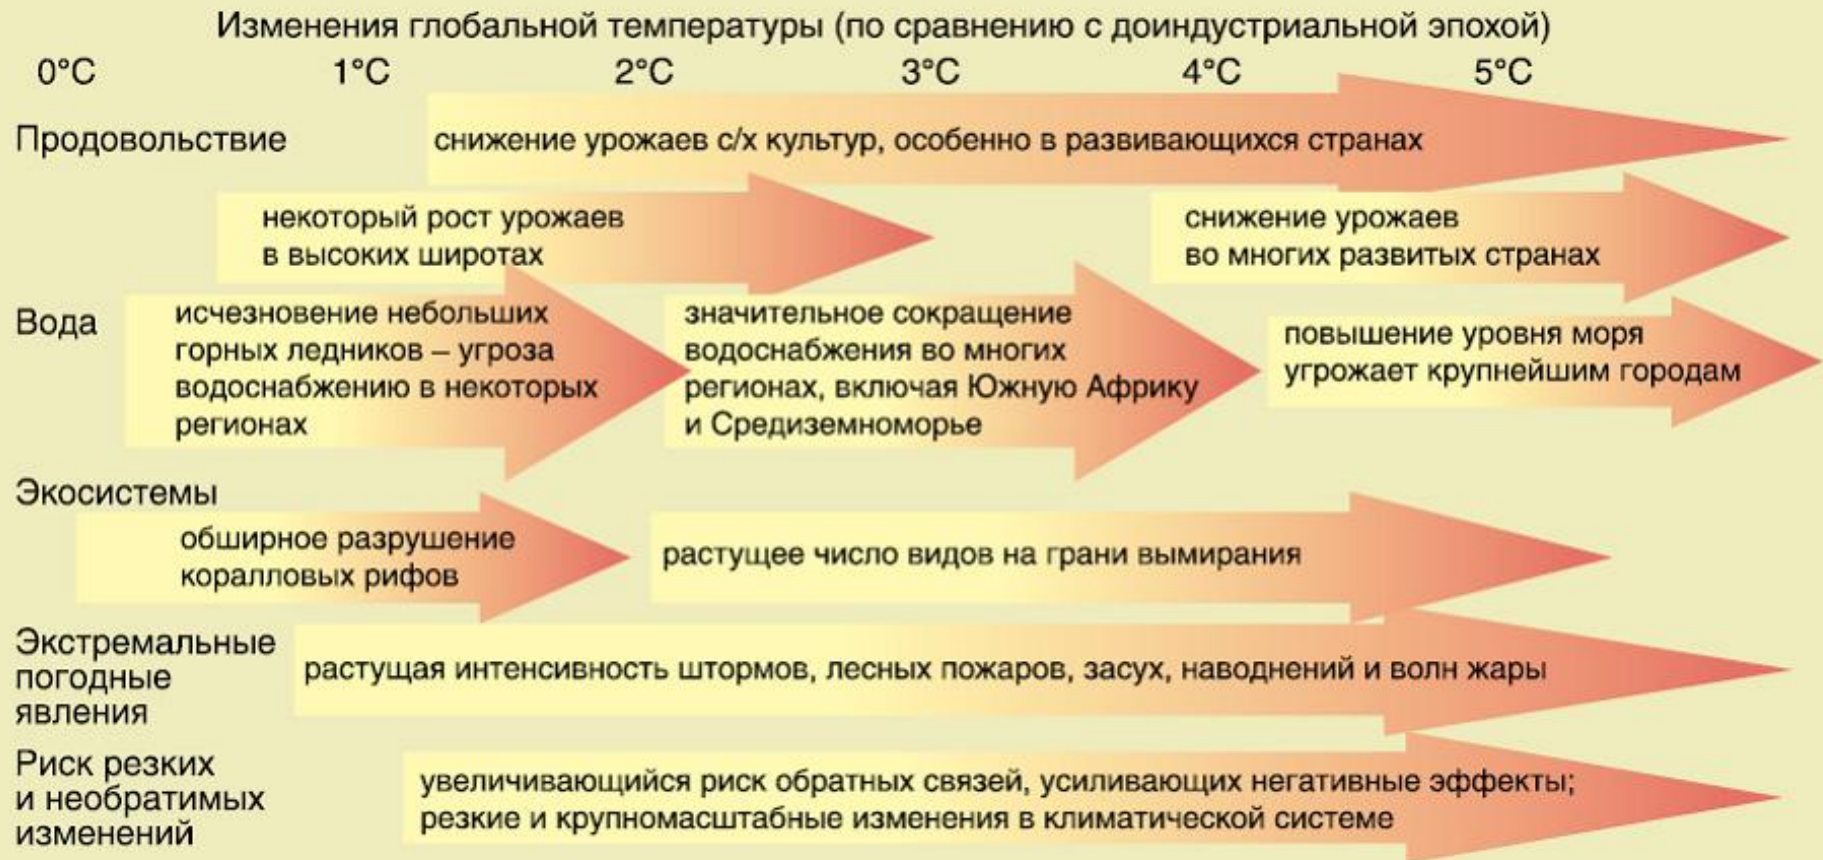 Изменения глобальной температуры (по сравнению с доиндустриальной эпохой)
0°C 1°C 2°C 3°C 4°C 5°C
Продовольствие
снижение урожаев с/х культур, особенно в развивающихся странах
некоторый рост урожаев
в высоких широтах
снижение урожаев
во многих развитых странах
Вода
исчезновение небольших
горных ледников – угроза
водоснабжению в некоторых
регионах
значительное сокращение
водоснабжения во многих
регионах, включая Южную Африку
и Средиземноморье
повышение уровня моря
угрожает крупнейшим городам
Экосистемы
обширное разрушение
коралловых рифов
растущее число видов на грани вымирания
Экстремальные
погодные
явления
растущая интенсивность штормов, лесных пожаров, засух, наводнений и волн жары
Риск резких
и необратимых
изменений
увеличивающийся риск обратных связей, усиливающих негативные эффекты;
резкие и крупномасштабные изменения в климатической системе